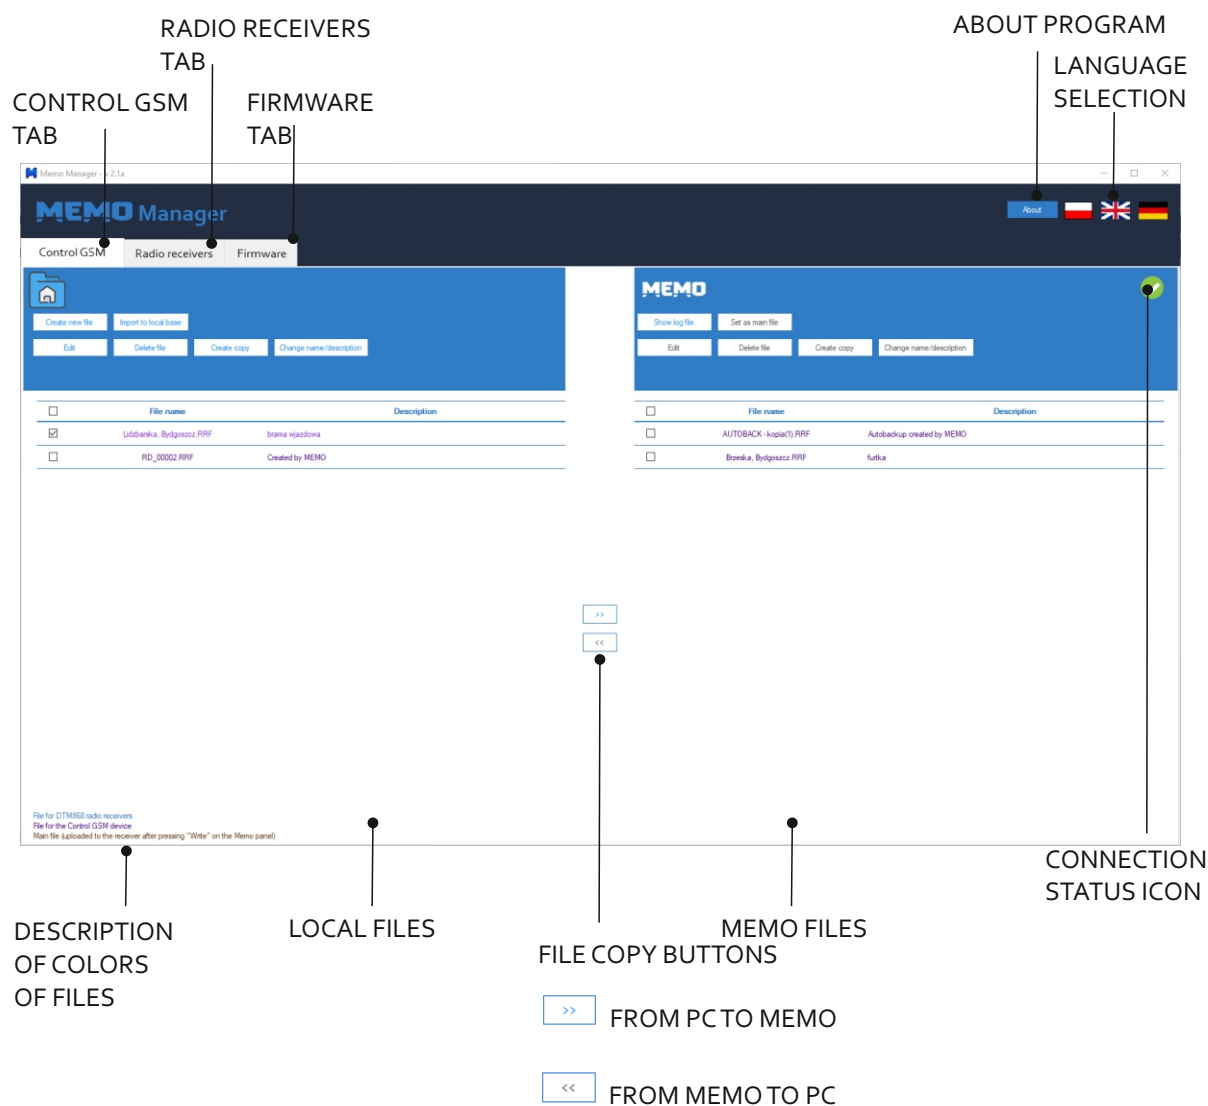 RADIO RECEIVERS
TAB
ABOUT PROGRAM
LANGUAGE
SELECTION
CONTROL GSM
TAB
FIRMWARE
TAB
Memo Manager - v 2.1a
MEMO Manager
About
Control GSM
Radio receivers
Firmware
MEMO
Create new file
Import to local base
Show log file
Set as main file
Edit
Delete file
Create copy
Change name/description
Edit
Delete file
Create copy
Change name/description
File name
Description
File name
Description
Lidzbarska, Bydgoszcz.RRF
brama wjazdowa
AUTOBACK - kopia(1).RRF
Autobackup created by MEMO
RD_00002.RRF
Created by MEMO
Brzeska, Bydgoszcz.RRF
furtka
>>
<<
File for DTM868 radio receivers
File for the Control GSM device
Main file (uploaded to the receiver after pressing "Write" on the Memo panel)
CONNECTION
STATUS ICON
DESCRIPTION
OF COLORS
OF FILES
LOCAL FILES
MEMO FILES
FILE COPY BUTTONS
>> FROM PC TO MEMO
<< FROM MEMO TO PC